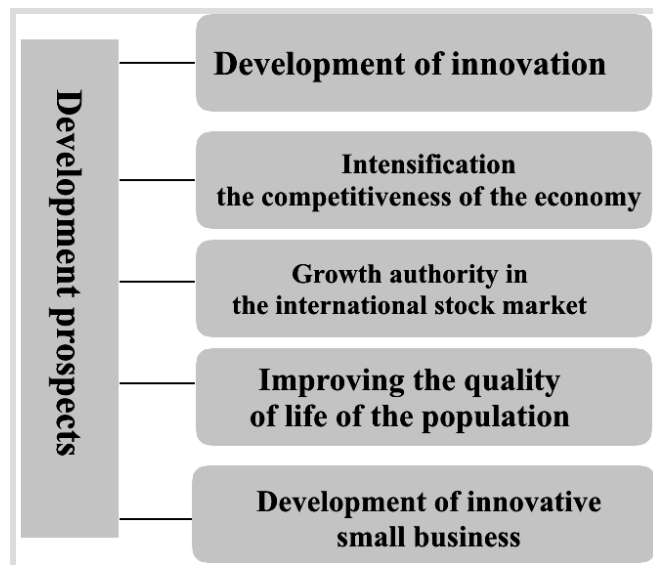 Development prospects
Development of innovation
Intensification
the competitiveness of the economy
Growth authority in
the international stock market
Improving the quality
of life of the population
Development of innovative
small business